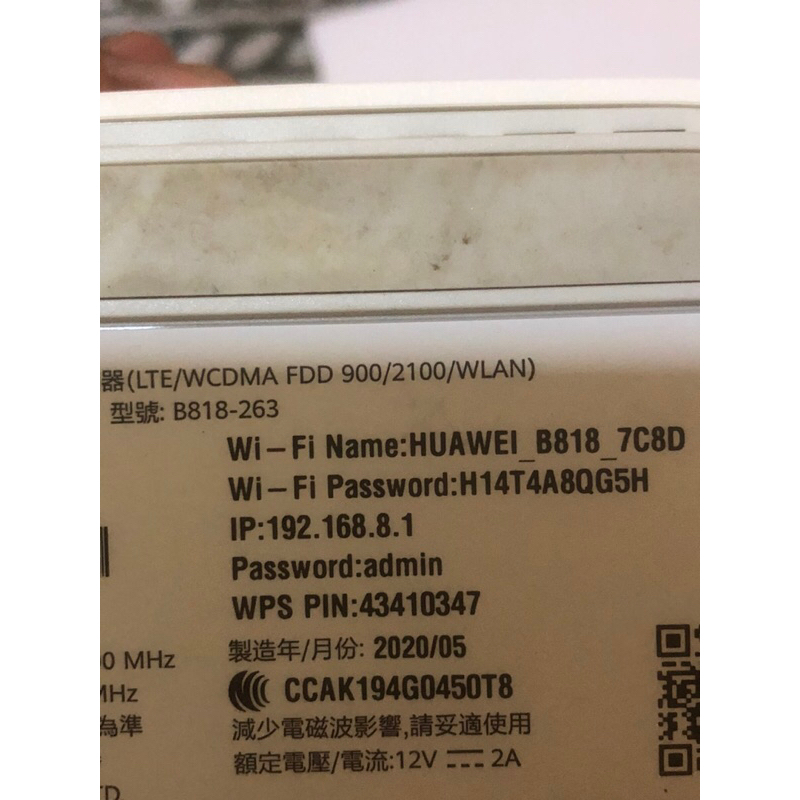 器(LTE/WCDMA FDD 900/2100/WLAN)
型號: B818-263
Wi-Fi Name:HUAWEI_B818_7C8D
Wi-Fi Password:H14T4A8QG5H
IP:192.168.8.1
Password:admin
WPS PIN:43410347
製造年/月份: 2020/05
0 MHz
CCAK194G0450T8
MHz
減少電磁波影響,請妥適使用
為準
額定電壓/電流:12V 2A
TD